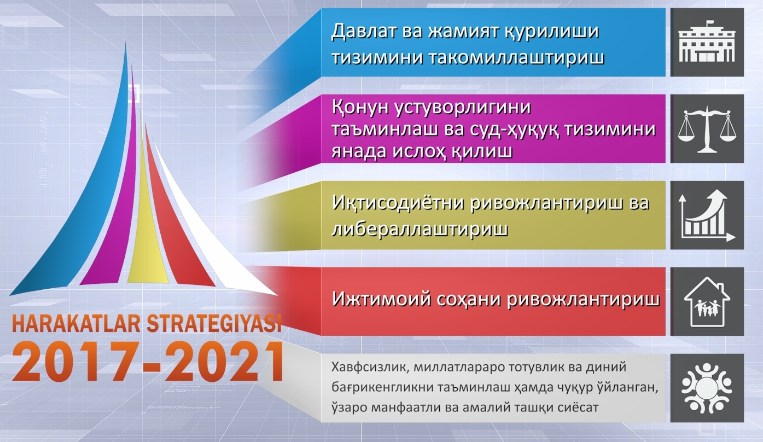 Давлат ва жамият қурилиши
тизимини такомиллаштириш
Қонун устуворлигини
таъминлаш ва суд-ҳуқуқ тизимини
янада ислоҳ қилиш
Иқтисодиётни ривожлантириш ва
либераллаштириш
Ижтимоий соҳани ривожлантириш
Хавфсизлик, миллатлараро тотувлик ва диний
бағрикенгликни таъминлаш ҳамда чуқур ўйланган,
ўзаро манфаатли ва амалий ташқи сиёсат
HARAKATLAR STRATEGIYASI
2017-2021